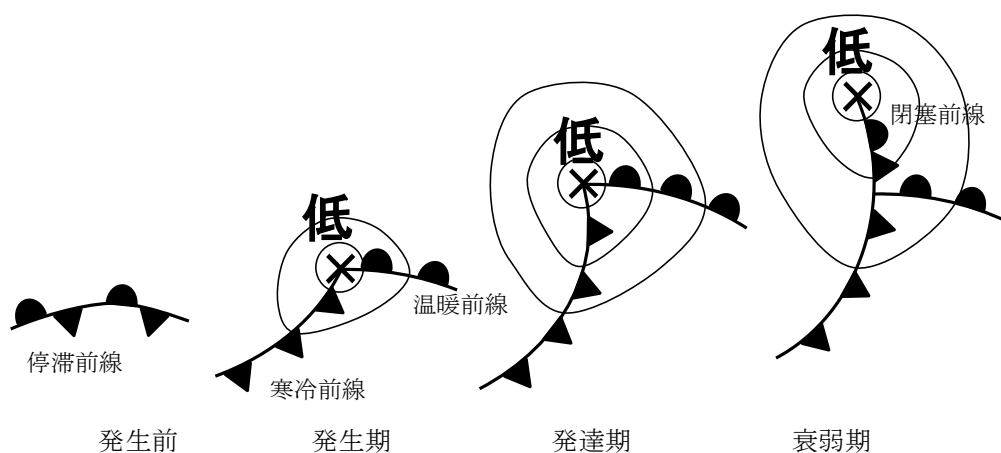 低
低
低
閉塞前線
温暖前線
停滞前線
寒冷前線
発生前
発生期
発達期
衰弱期